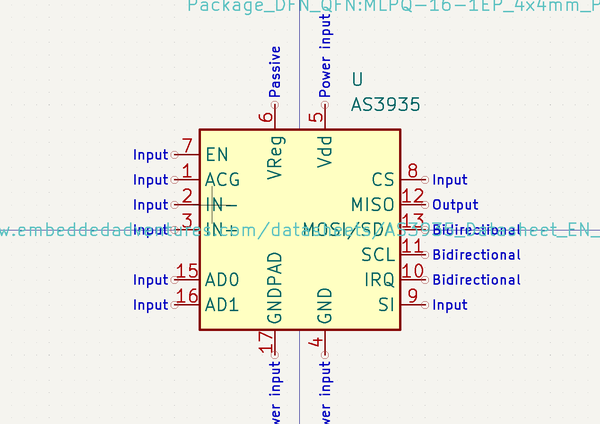 Package_DFN_QFN:MLPQ-16-1EP_4x4mm_P
Passive
Power input
6
5
U
AS3935
VReg
Vdd
Input 7 EN
Input 1 ACG
Input 2 IN-
Input 3 IN+
Input 15 AD0
Input 16 AD1
CS 8 Input
MISO 12 Output
MOSI/SD 13 Bidirectional
SCL 11 Bidirectional
IRQ 10 Bidirectional
SI 9 Input
w.embeddedadventures.com/datasheets/AS3935_Datasheet_EN_
GNDPAD
GND
17
4
wer input
wer input